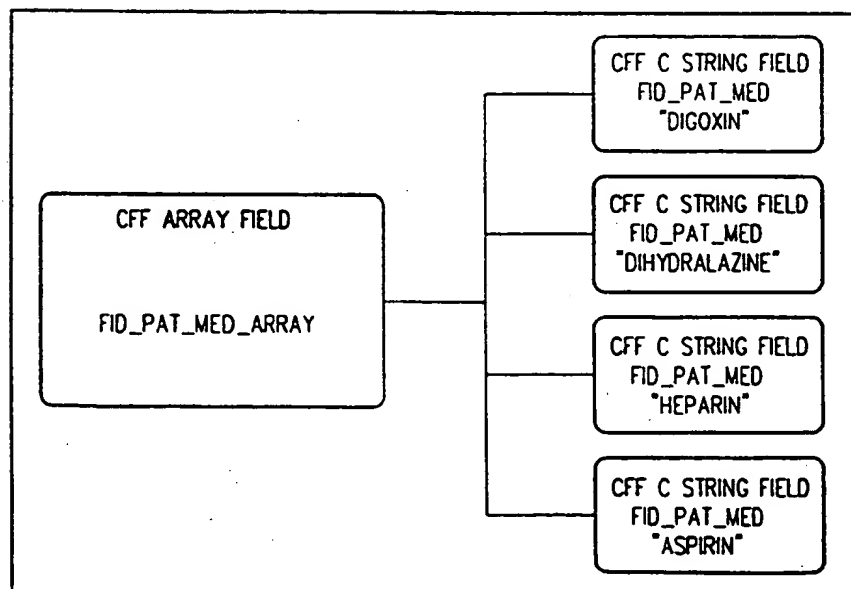 CFF ARRAY FIELD
FID_PAT_MED_ARRAY
CFF C STRING FIELD
FID_PAT_MED
"DIGOXIN"
CFF C STRING FIELD
FID_PAT_MED
"DIHYDRALAZINE"
CFF C STRING FIELD
FID_PAT_MED
"HEPARIN"
CFF C STRING FIELD
FID_PAT_MED
"ASPIRIN"